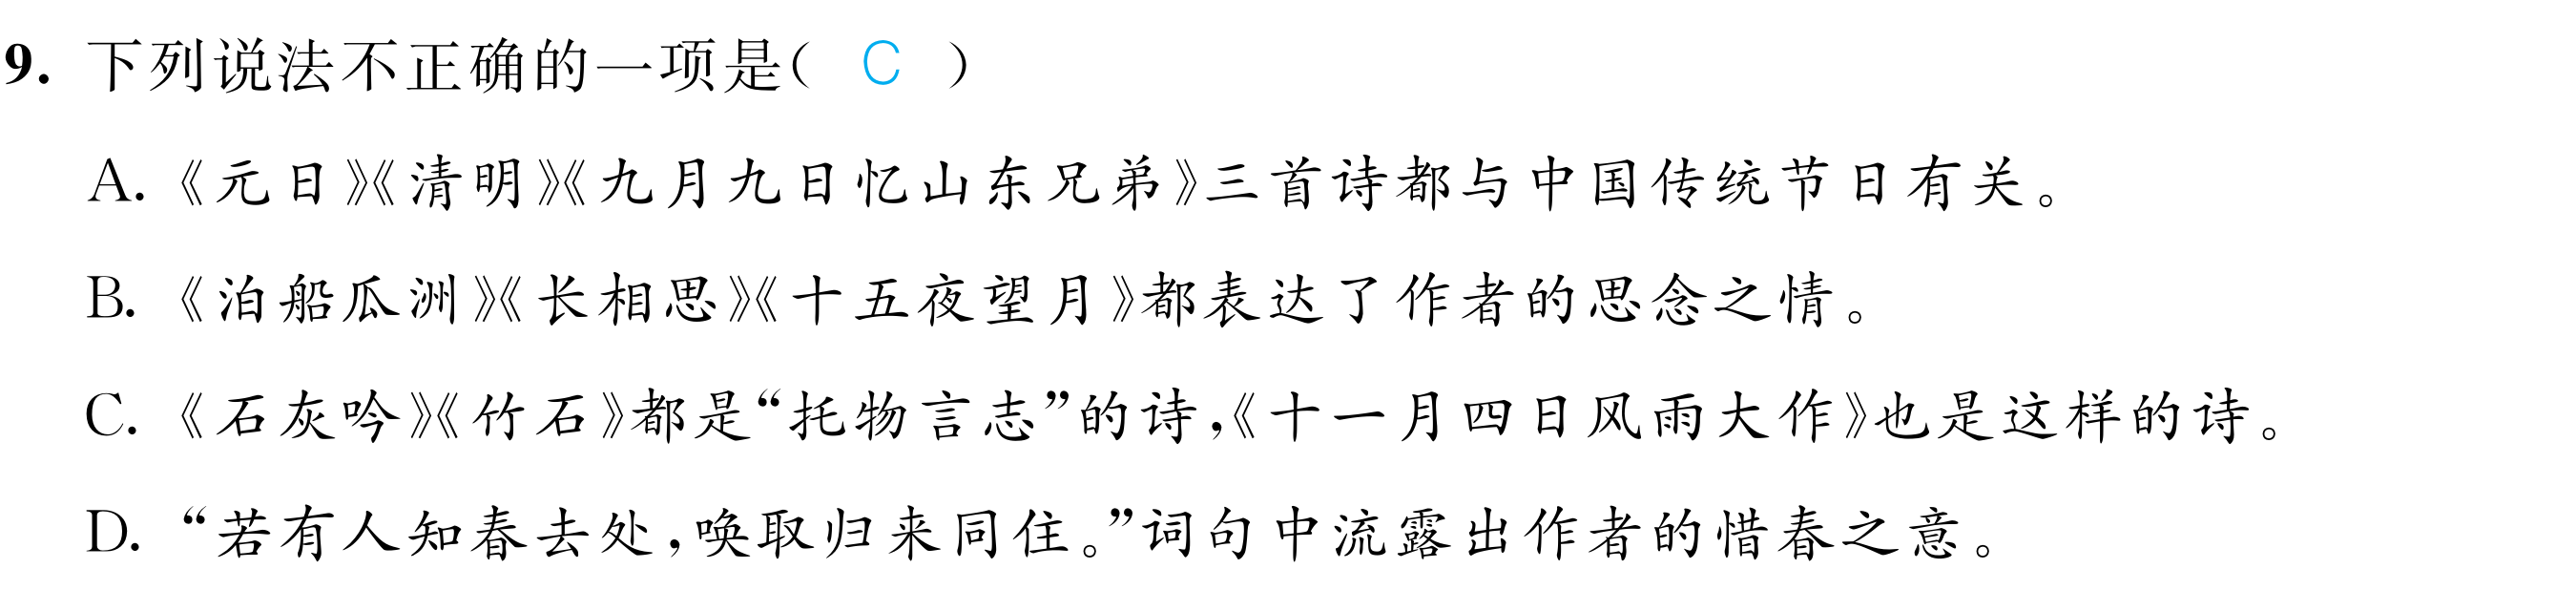 9. 下列说法不正确的一项是( C )
A.《元日》《清明》《九月九日忆山东兄弟》三首诗都与中国传统节日有关。
B.《泊船瓜洲》《长相思》《十五夜望月》都表达了作者的思念之情。
C.《石灰吟》《竹石》都是“托物言志”的诗,《十一月四日风雨大作》也是这样的诗。
D.“若有人知春去处,唤取归来同住。”词句中流露出作者的惜春之意。